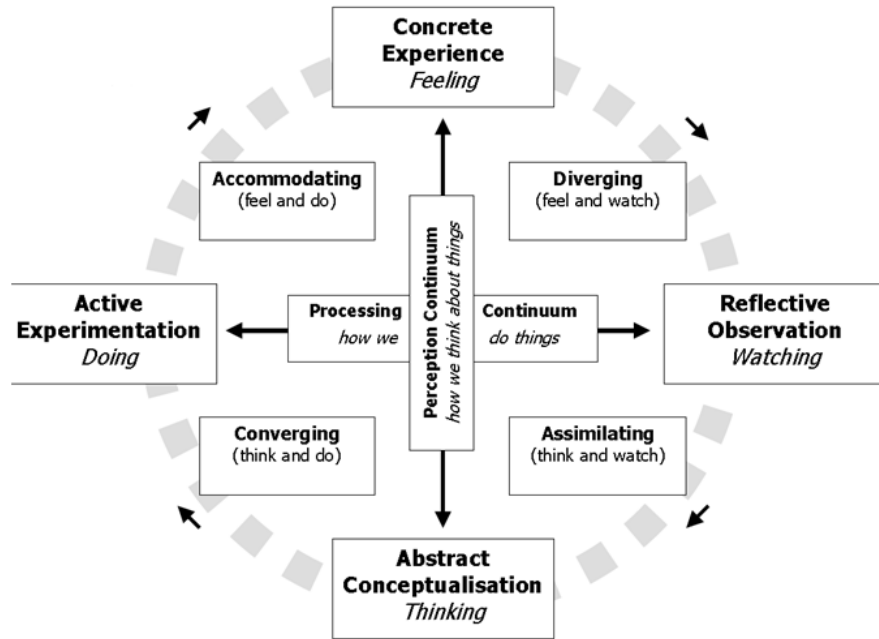 Concrete
Experience
Feeling
Accommodating
(feel and do)
Diverging
(feel and watch)
Active
Experimentation
Doing
Processing
how we
Perception Continuum
how we think about things
Continuum
do things
Reflective
Observation
Watching
Converging
(think and do)
Assimilating
(think and watch)
Abstract
Conceptualisation
Thinking